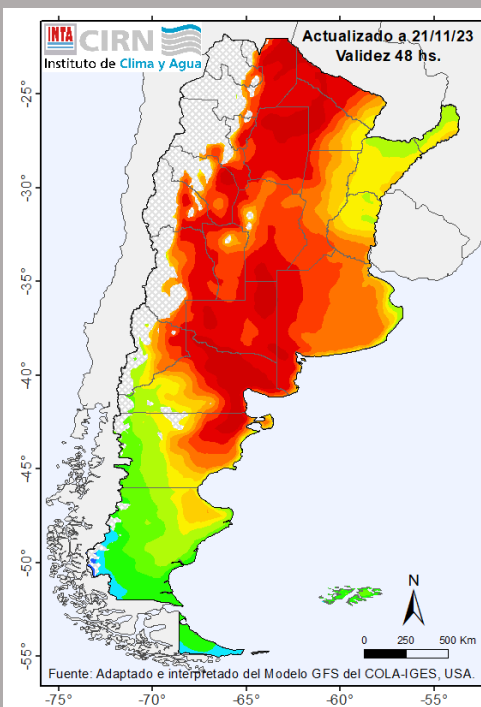 INTA CIRN
Instituto de Clima y Agua
Actualizado a 21/11/23
Validez 48 hs.
-25°
-30°
-35°
-40°
-45°
-50°
-55°
N
0 250 500 Km
Fuente: Adaptado e interpretado del Modelo GFS del COLA-IGES, USA.
-75° -70° -65° -60° -55°